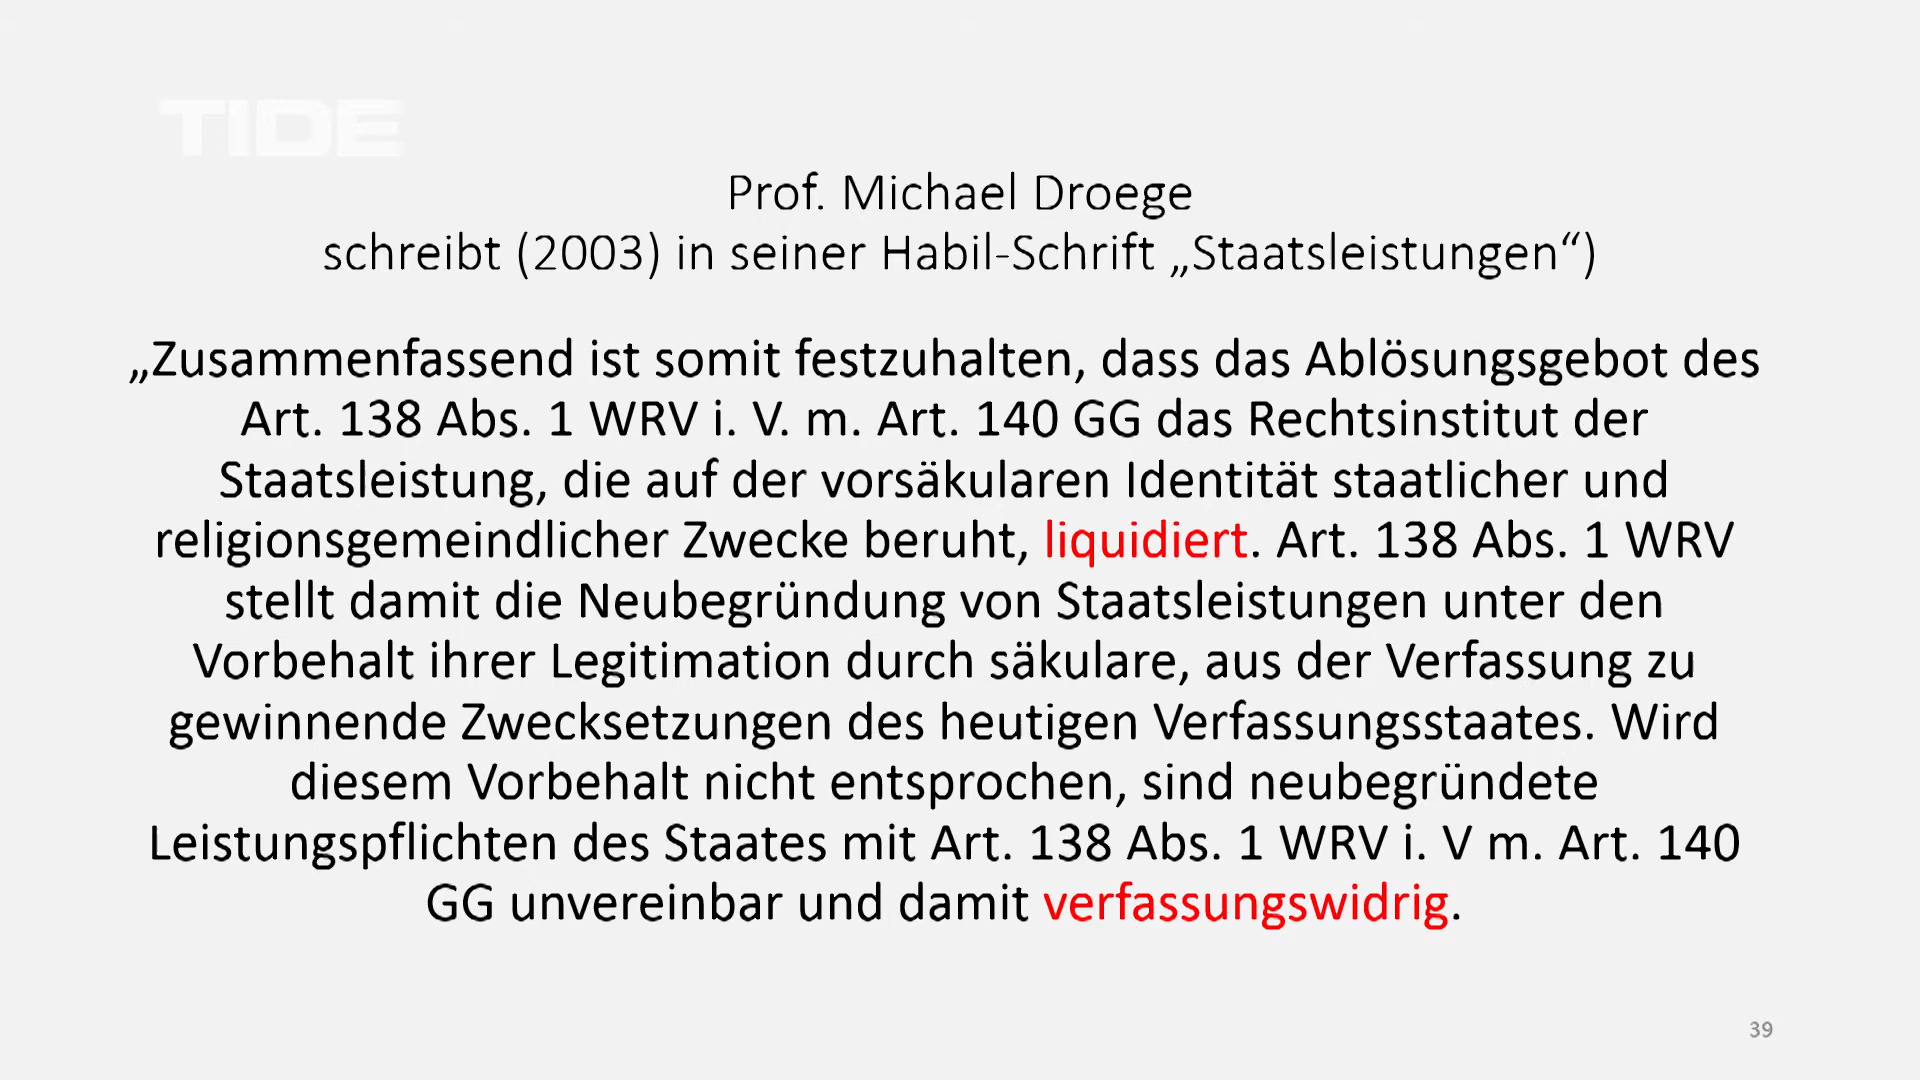 TIDE
Prof. Michael Droege
schreibt (2003) in seiner Habil-Schrift „Staatsleistungen“)
„Zusammenfassend ist somit festzuhalten, dass das Ablösungsgebot des
Art. 138 Abs. 1 WRV i. V. m. Art. 140 GG das Rechtsinstitut der
Staatsleistung, die auf der vorsäkularen Identität staatlicher und
religionsgemeindlicher Zwecke beruht, liquidiert. Art. 138 Abs. 1 WRV
stellt damit die Neubegründung von Staatsleistungen unter den
Vorbehalt ihrer Legitimation durch säkulare, aus der Verfassung zu
gewinnende Zwecksetzungen des heutigen Verfassungsstaates. Wird
diesem Vorbehalt nicht entsprochen, sind neubegründete
Leistungspflichten des Staates mit Art. 138 Abs. 1 WRV i. V m. Art. 140
GG unvereinbar und damit verfassungswidrig.
39